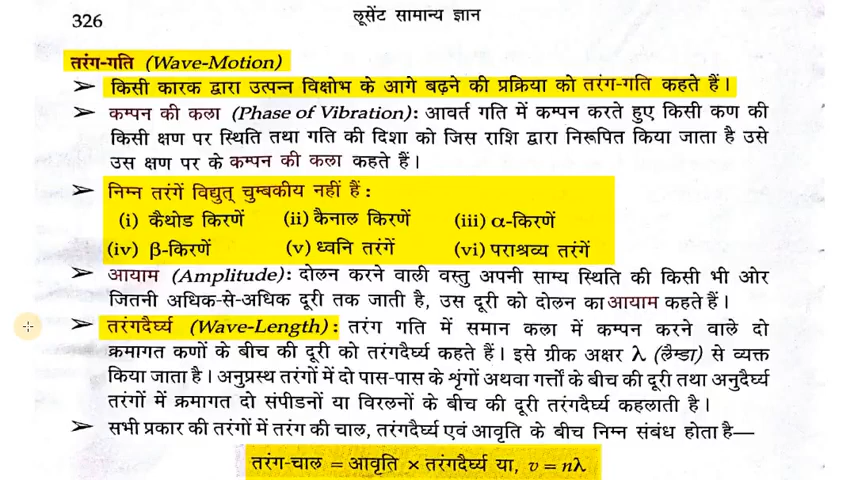 326
लूसेंट सामान्य ज्ञान
तरंग-गति (Wave-Motion)
➢ किसी कारक द्वारा उत्पन्न विक्षोभ के आगे बढ़ने की प्रक्रिया को तरंग-गति कहते हैं।
➢ कम्पन की कला (Phase of Vibration): आवर्त गति में कम्पन करते हुए किसी कण की
किसी क्षण पर स्थिति तथा गति की दिशा को जिस राशि द्वारा निरूपित किया जाता है उसे
उस क्षण पर के कम्पन की कला कहते हैं।
➢ निम्न तरंगें विद्युत् चुम्बकीय नहीं हैं:
(i) कैथोड किरणें (ii) कैनाल किरणें (iii) α-किरणें
(iv) β-किरणें (v) ध्वनि तरंगें (vi) पराश्रव्य तरंगें
➢ आयाम (Amplitude): दोलन करने वाली वस्तु अपनी साम्य स्थिति की किसी भी ओर
जितनी अधिक-से-अधिक दूरी तक जाती है, उस दूरी को दोलन का आयाम कहते हैं।
➢ तरंगदैर्घ्य (Wave-Length): तरंग गति में समान कला में कम्पन करने वाले दो
क्रमागत कणों के बीच की दूरी को तरंगदैर्घ्य कहते हैं। इसे ग्रीक अक्षर λ (लैम्डा) से व्यक्त
किया जाता है। अनुप्रस्थ तरंगों में दो पास-पास के शृंगों अथवा गर्त्तों के बीच की दूरी तथा अनुदैर्घ्य
तरंगों में क्रमागत दो संपीडनों या विरलनों के बीच की दूरी तरंगदैर्घ्य कहलाती है।
➢ सभी प्रकार की तरंगों में तरंग की चाल, तरंगदैर्घ्य एवं आवृति के बीच निम्न संबंध होता है—
तरंग-चाल = आवृति × तरंगदैर्घ्य या, v = nλ